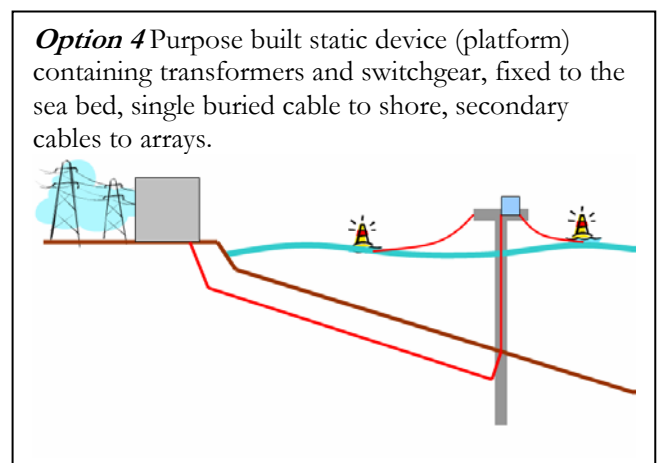 Option 4 Purpose built static device (platform)
containing transformers and switchgear, fixed to the
sea bed, single buried cable to shore, secondary
cables to arrays.